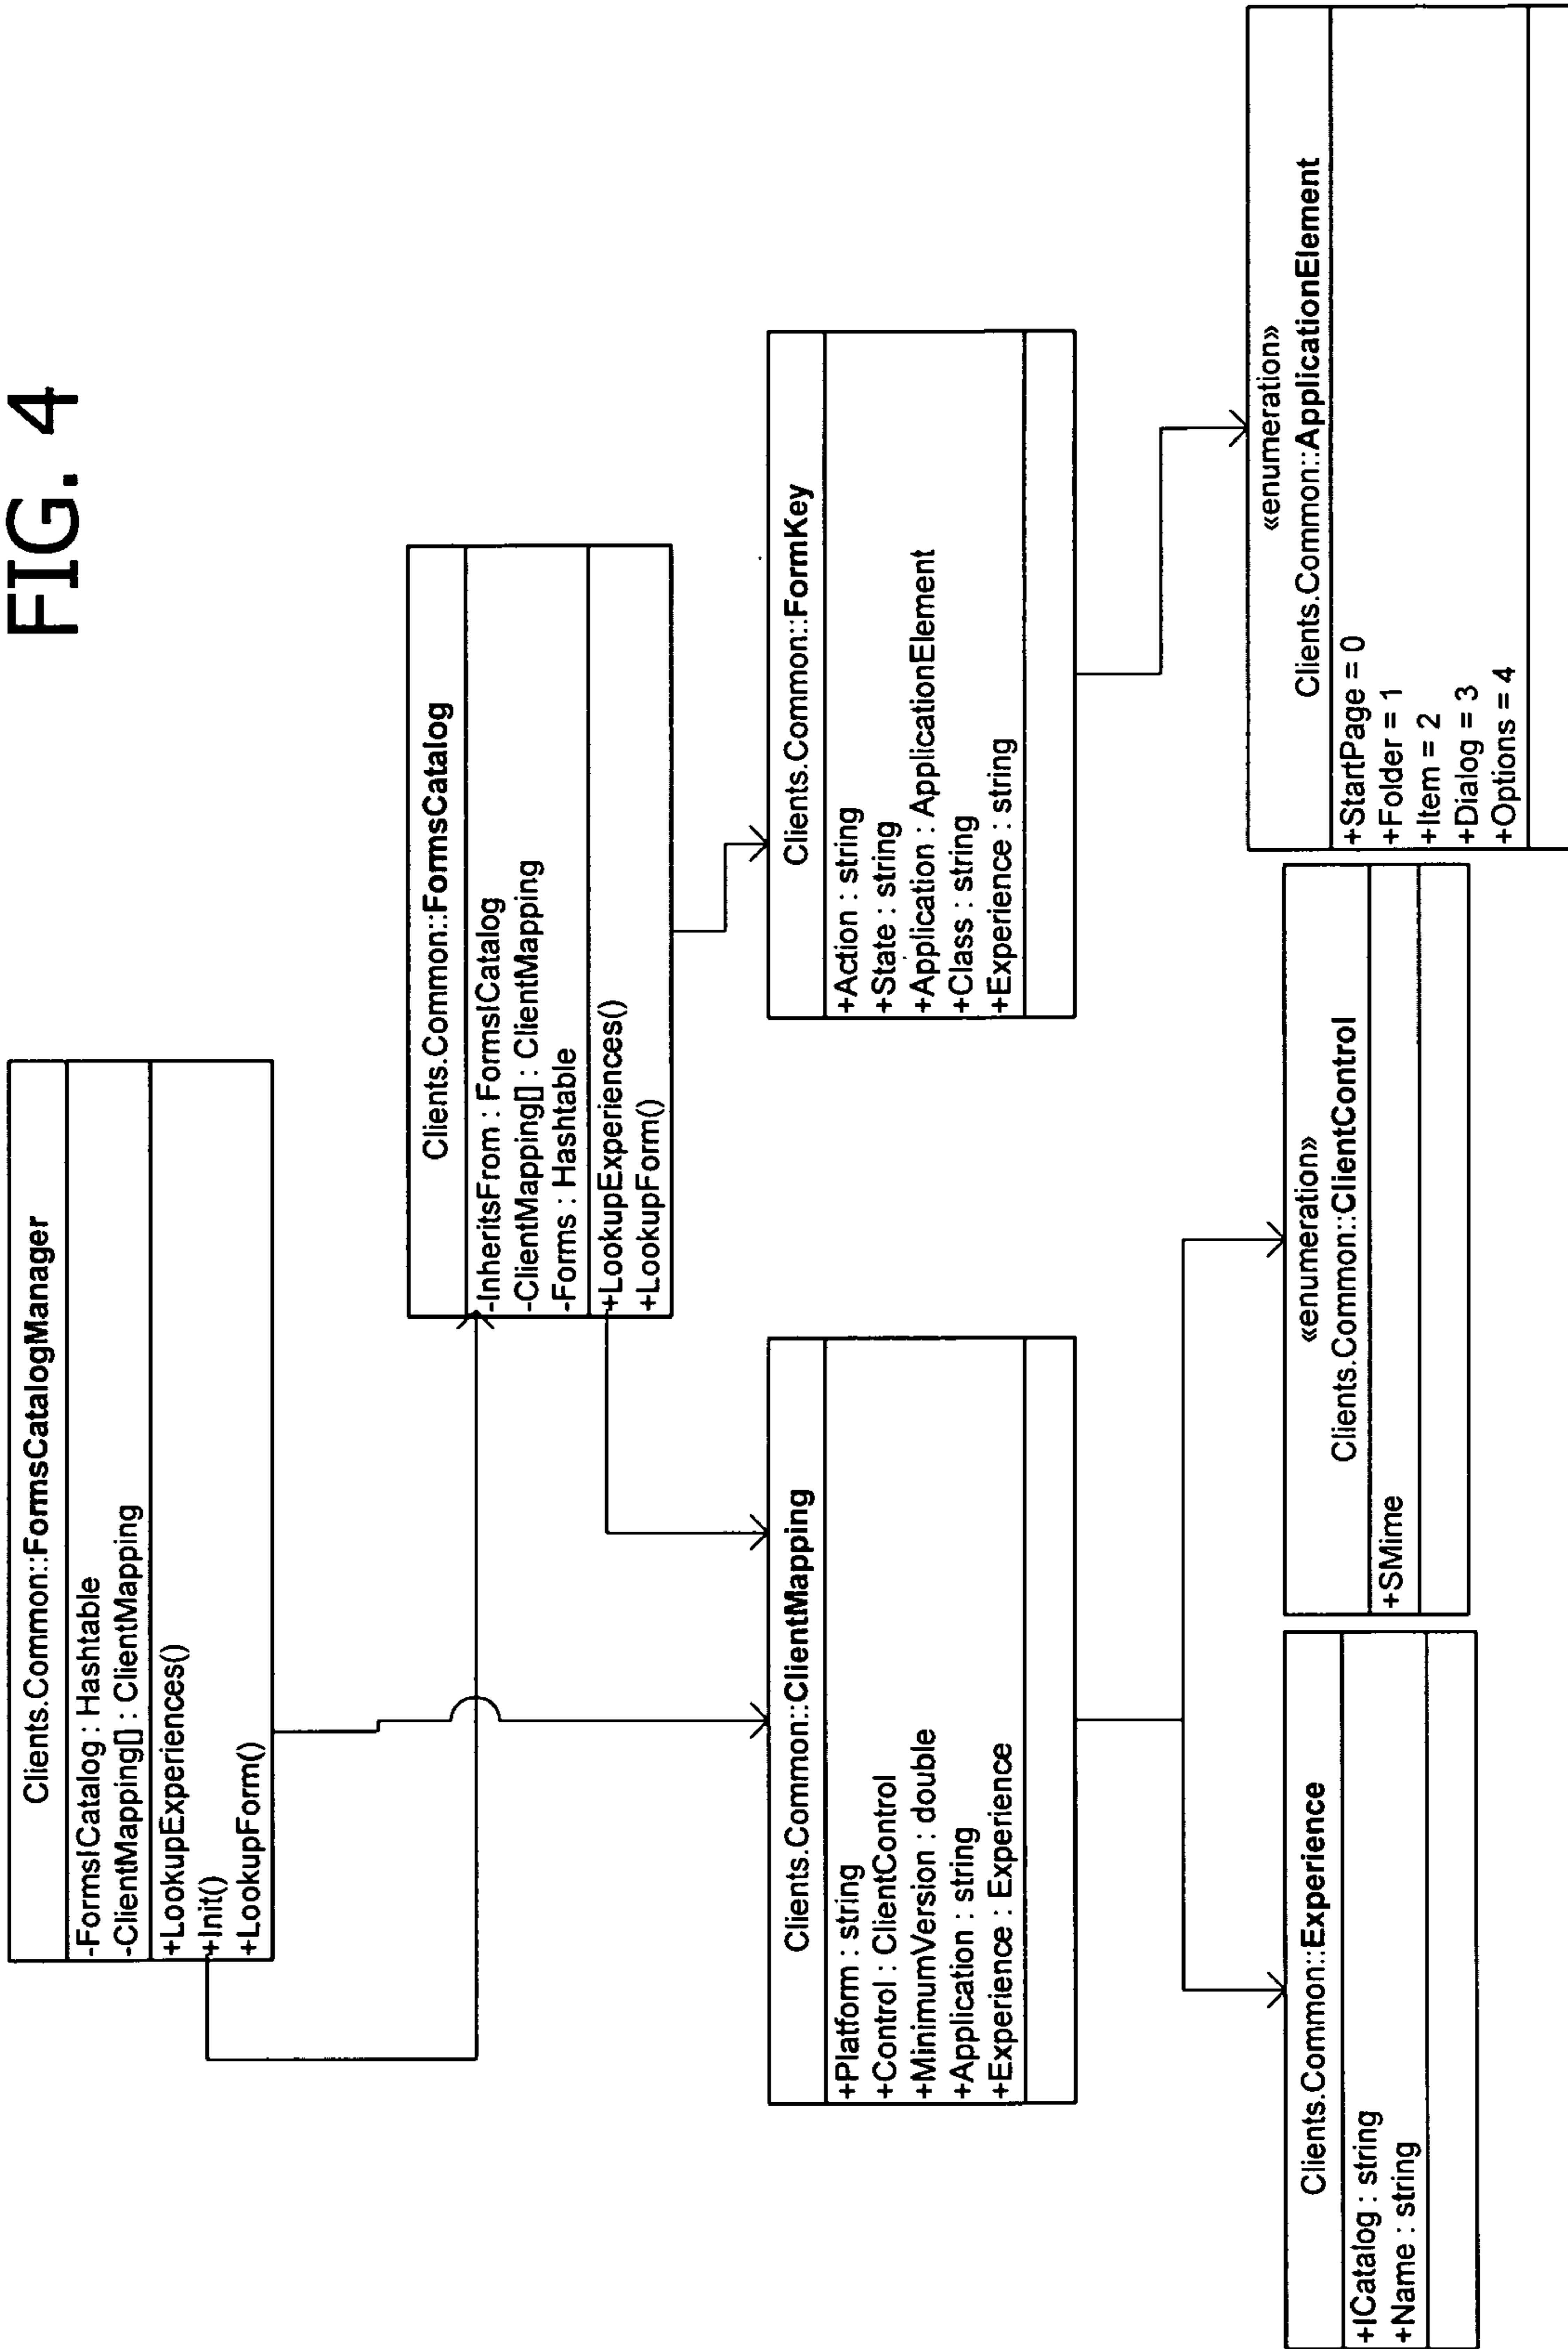 FIG. 4
Clients.Common::FormsCatalogManager
-FormsICatalog : Hashtable
-ClientMapping[] : ClientMapping
+LookupExperiences()
+Init()
+LookupForm()
Clients.Common::FormsCatalog
-InheritsFrom : FormsICatalog
-ClientMapping[] : ClientMapping
-Forms : Hashtable
+LookupExperiences()
+LookupForm()
Clients.Common::ClientMapping
+Platform : string
+Control : ClientControl
+MinimumVersion : double
+Application : string
+Experience : Experience
Clients.Common::FormKey
+Action : string
+State : string
+Application : ApplicationElement
+Class : string
+Experience : string
Clients.Common::Experience
+ICatalog : string
+Name : string
«enumeration»
Clients.Common::ClientControl
+SMime
«enumeration»
Clients.Common::ApplicationElement
+StartPage = 0
+Folder = 1
+Item = 2
+Dialog = 3
+Options = 4